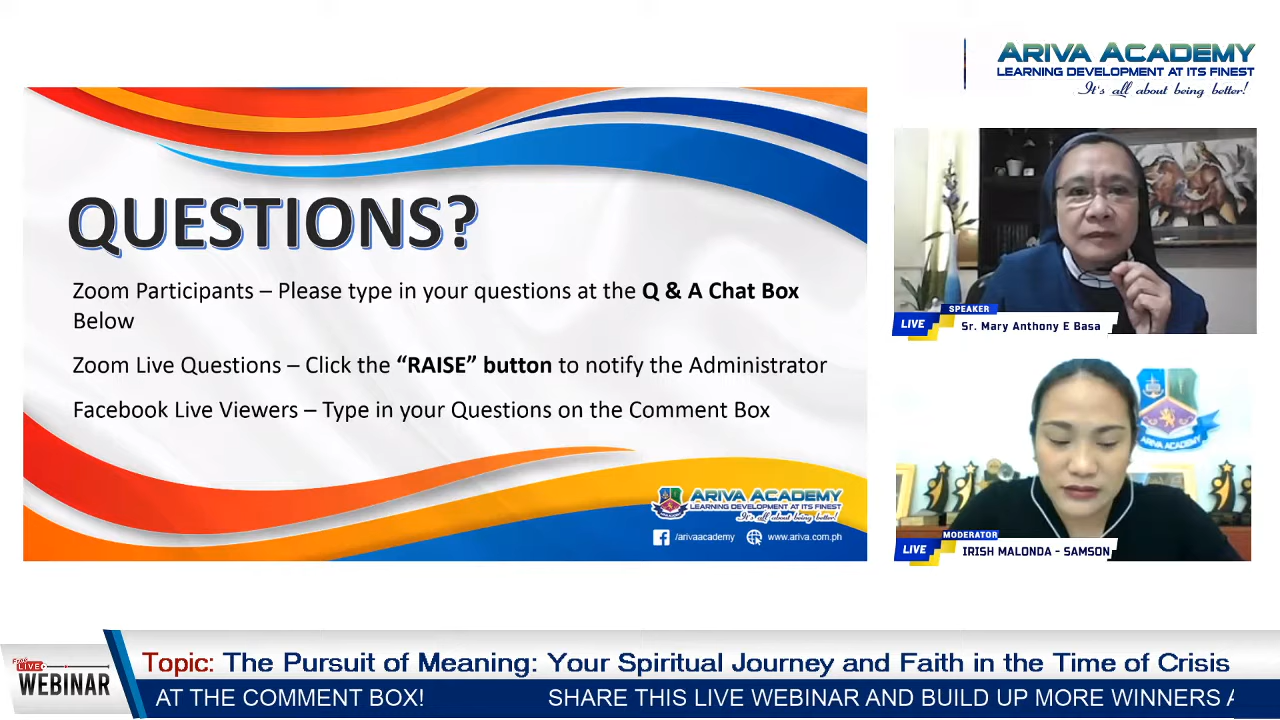 ARIVA ACADEMY
LEARNING DEVELOPMENT AT ITS FINEST
It's all about being better!
QUESTIONS?
Zoom Participants – Please type in your questions at the Q & A Chat Box
Below
Zoom Live Questions – Click the “RAISE” button to notify the Administrator
Facebook Live Viewers – Type in your Questions on the Comment Box
ARIVA ACADEMY
LEARNING DEVELOPMENT AT ITS FINEST
It's all about being better!
/arivaacademy www.ariva.com.ph
SPEAKER
LIVE Sr. Mary Anthony E Basa
ARIVA ACADEMY
MODERATOR
LIVE IRISH MALONDA - SAMSON
LIVE
WEBINAR
Topic: The Pursuit of Meaning: Your Spiritual Journey and Faith in the Time of Crisis
AT THE COMMENT BOX! SHARE THIS LIVE WEBINAR AND BUILD UP MORE WINNERS